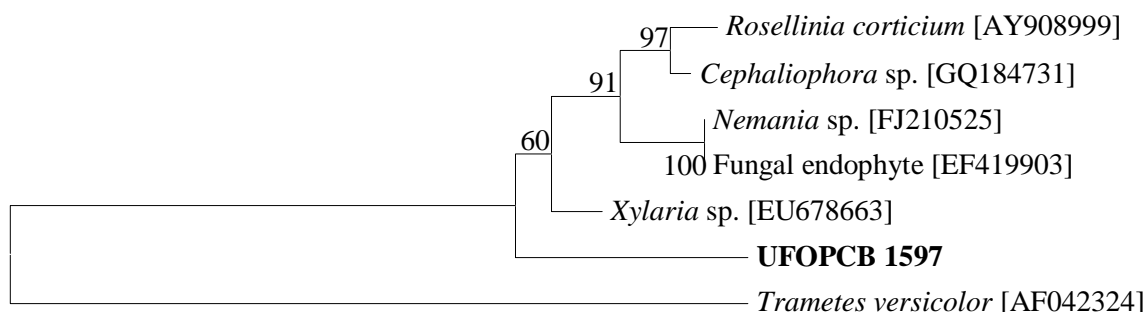 Rosellinia corticium [AY908999]
97
Cephaliophora sp. [GQ184731]
91
Nemania sp. [FJ210525]
60
100 Fungal endophyte [EF419903]
Xylaria sp. [EU678663]
UFOPCB 1597
Trametes versicolor [AF042324]